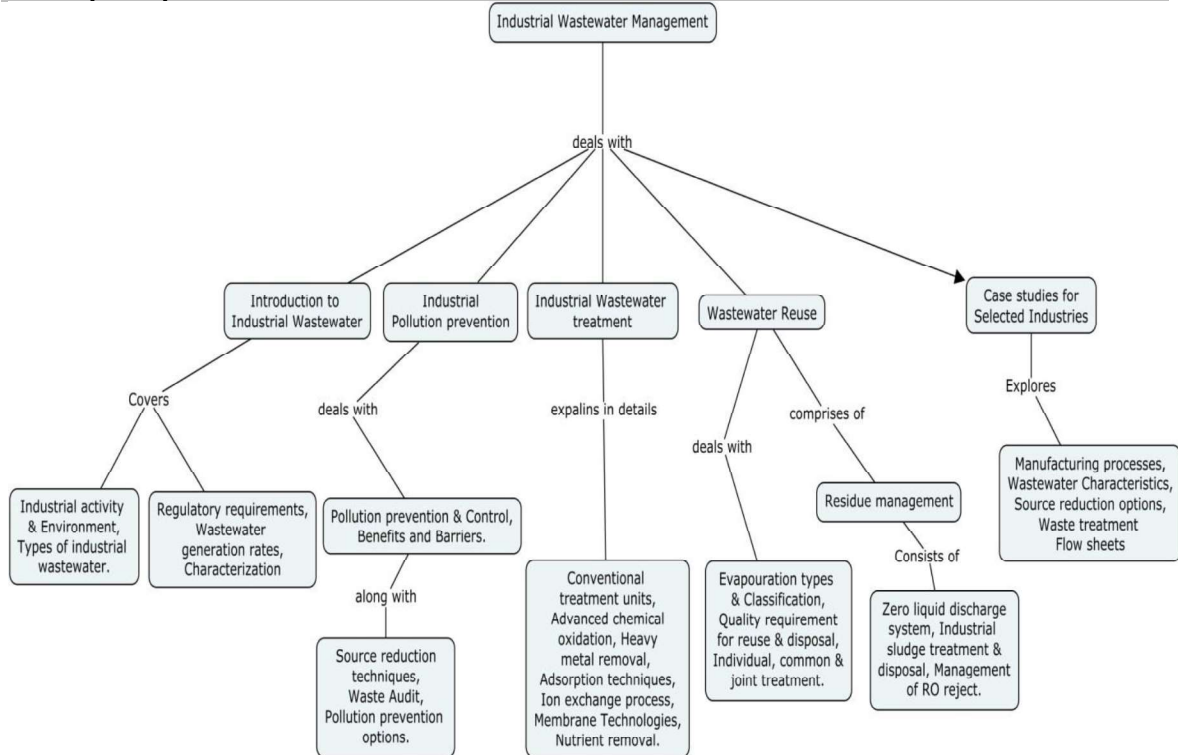 Industrial Wastewater Management
deals with
Introduction to
Industrial Wastewater
Industrial
Pollution prevention
Industrial Wastewater
treatment
Wastewater Reuse
Case studies for
Selected Industries
Covers
deals with
expalins in details
deals with
comprises of
Explores
Industrial activity
& Environment,
Types of industrial
wastewater.
Regulatory requirements,
Wastewater
generation rates,
Characterization
Pollution prevention & Control,
Benefits and Barriers.
along with
Source reduction
techniques,
Waste Audit,
Pollution prevention
options.
Conventional
treatment units,
Advanced chemical
oxidation, Heavy
metal removal,
Adsorption techniques,
Ion exchange process,
Membrane Technologies,
Nutrient removal.
Evapouration types
& Classification,
Quality requirement
for reuse & disposal,
Individual, common &
joint treatment.
Residue management
Consists of
Zero liquid discharge
system, Industrial
sludge treatment &
disposal, Management
of RO reject.
Manufacturing processes,
Wastewater Characteristics,
Source reduction options,
Waste treatment
Flow sheets